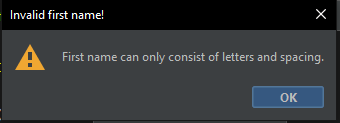 Invalid first name!
First name can only consist of letters and spacing.
OK